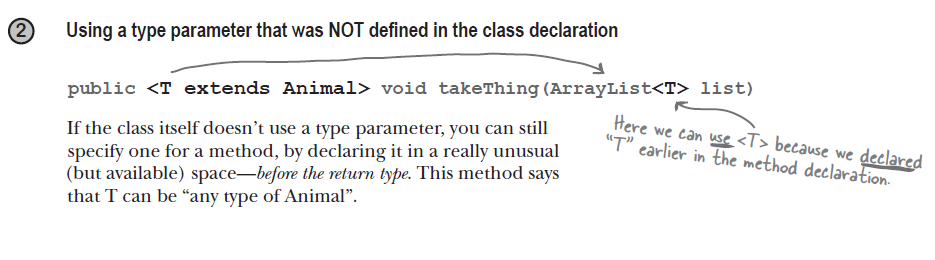 2
Using a type parameter that was NOT defined in the class declaration
public <T extends Animal> void takeThing(ArrayList<T> list)
If the class itself doesn’t use a type parameter, you can still
specify one for a method, by declaring it in a really unusual
(but available) space—before the return type. This method says
that T can be “any type of Animal”.
Here we can use <T> because we declared
“T” earlier in the method declaration.